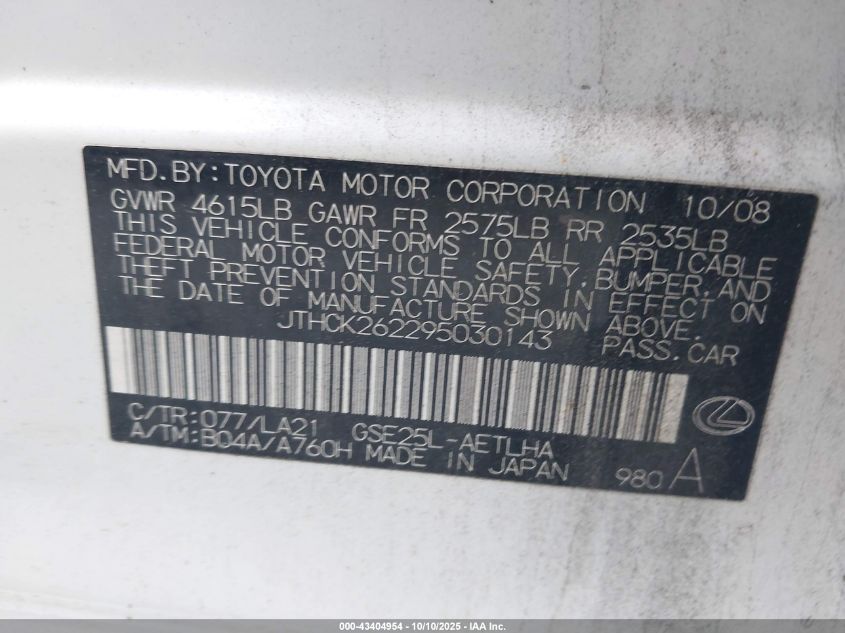 MFD.BY:TOYOTA MOTOR CORPORATION 10/08
GVWR 4615LB GAWR FR 2575LB RR 2535LB
THIS VEHICLE CONFORMS TO ALL APPLICABLE
FEDERAL MOTOR VEHICLE SAFETY,BUMPER,AND
THEFT PREVENTION STANDARDS IN EFFECT ON
THE DATE OF MANUFACTURE SHOWN ABOVE.
JTHCK262295030143 PASS.CAR
C/TR:077/LA21 GSE25L-AETLHA
A/TM:B04A/A760H MADE IN JAPAN 980 A
000-43404954 - 10/10/2025 - IAA Inc.